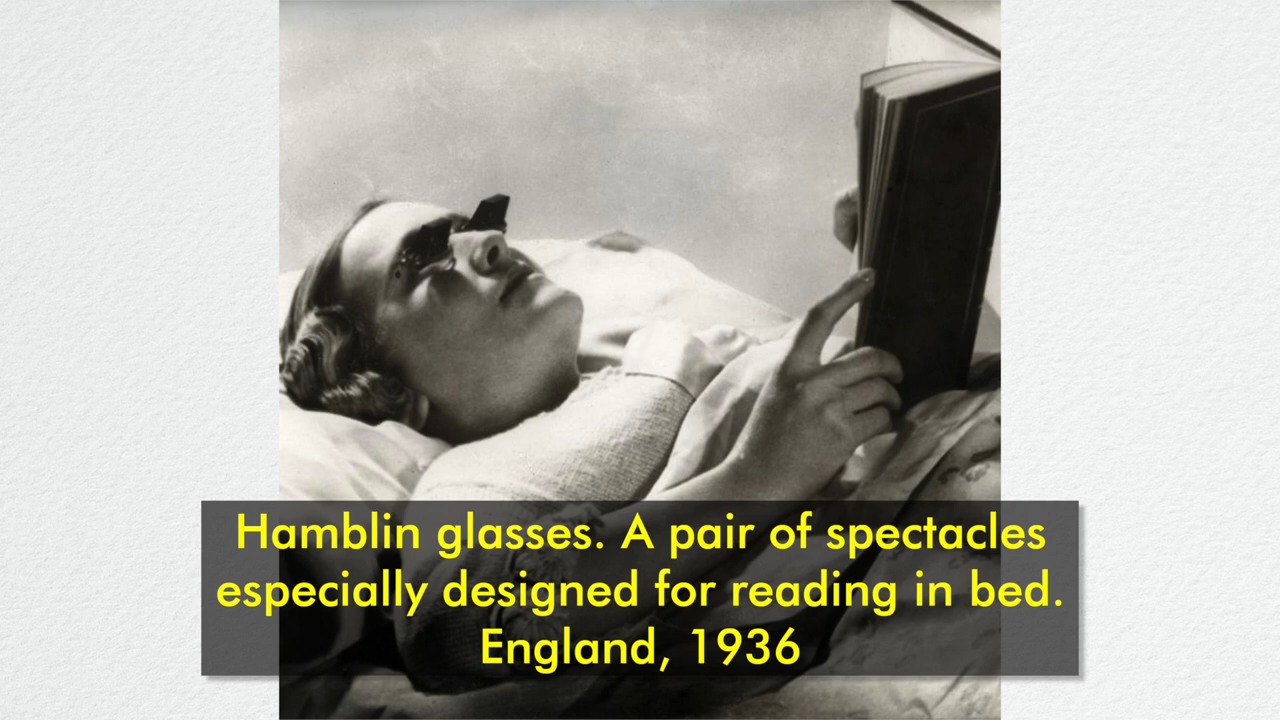 Hamblin glasses. A pair of spectacles
especially designed for reading in bed.
England, 1936